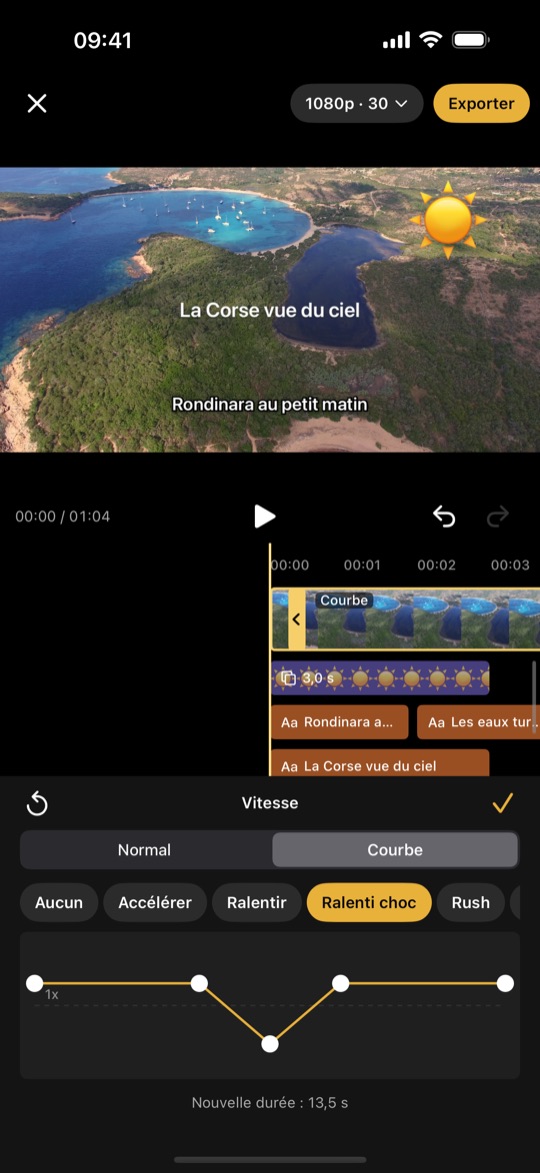 09:41
1080p · 30
Exporter
La Corse vue du ciel
Rondinara au petit matin
00:00 / 01:04
00:00 00:01 00:02 00:03
Courbe
3,0 s
Aa Rondinara a... Aa Les eaux tur...
Aa La Corse vue du ciel
Vitesse
Normal Courbe
Aucun Accélérer Ralentir Ralenti choc Rush
1x
Nouvelle durée : 13,5 s